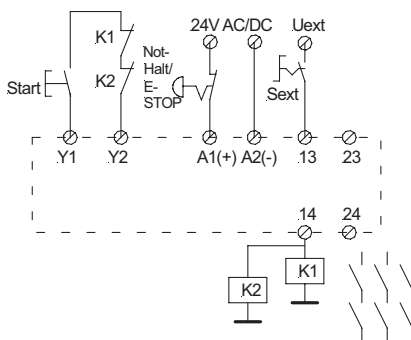 24V AC/DC
Uext
K1
Not-
Halt/
E-
STOP
Start
K2
Sext
Y1
Y2
A1(+)
A2(-)
13
23
14
24
K1
K2